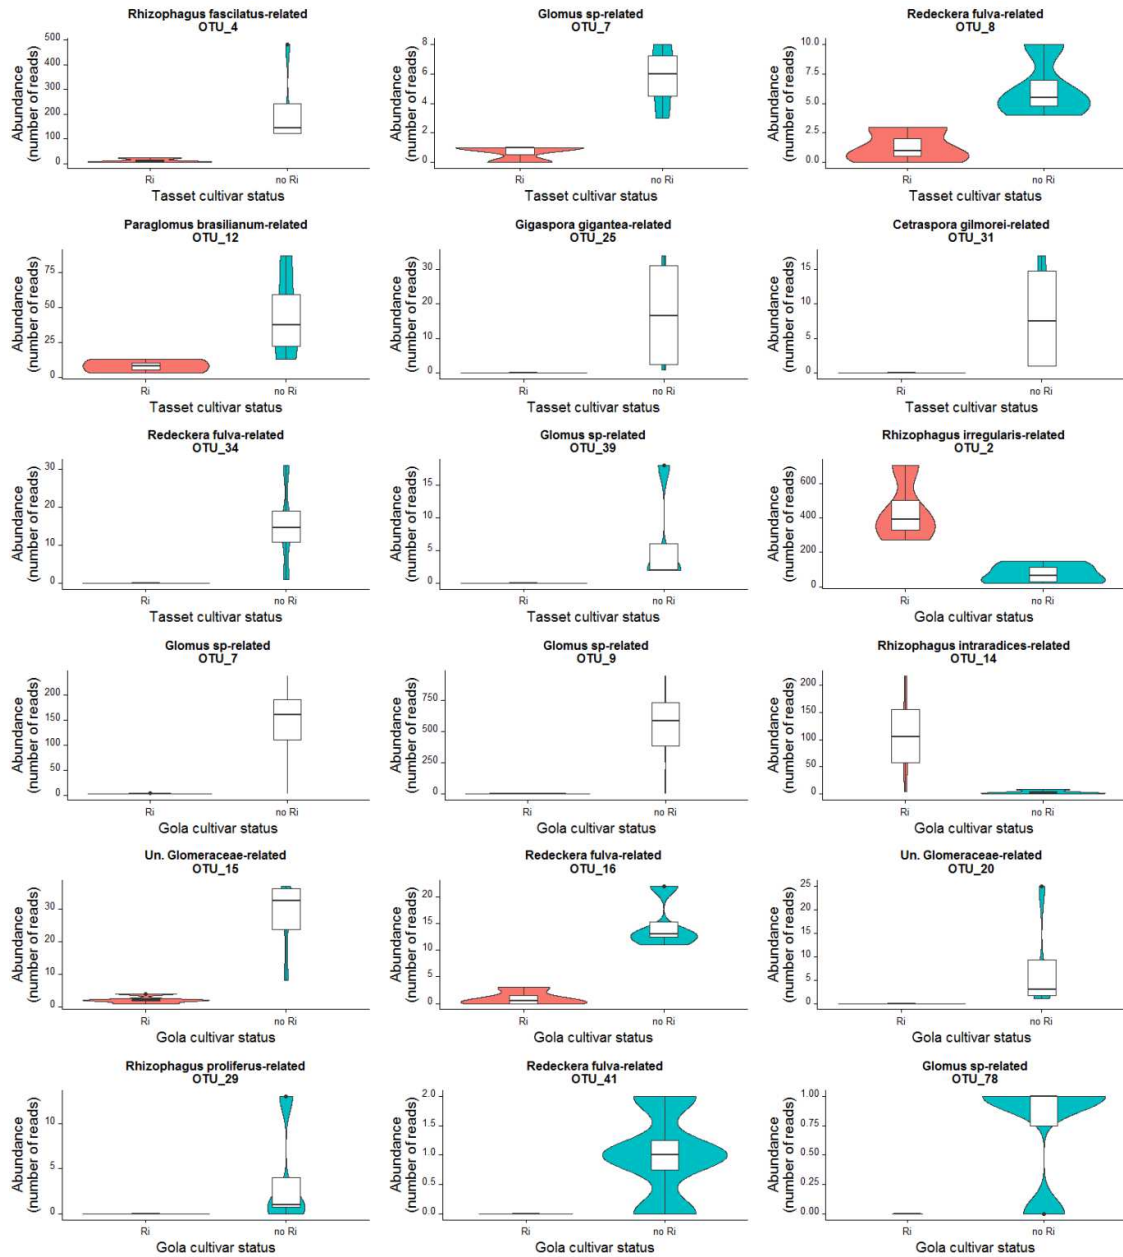 Rhizophagus fascilatus-related
OTU_4
Abundance
(number of reads)
500
400
300
200
100
0
Ri
no Ri
Tasset cultivar status
Glomus sp-related
OTU_7
Abundance
(number of reads)
8
6
4
2
0
Ri
no Ri
Tasset cultivar status
Redeckera fulva-related
OTU_8
Abundance
(number of reads)
10.0
7.5
5.0
2.5
0.0
Ri
no Ri
Tasset cultivar status
Paraglomus brasilianum-related
OTU_12
Abundance
(number of reads)
75
50
25
0
Ri
no Ri
Tasset cultivar status
Gigaspora gigantea-related
OTU_25
Abundance
(number of reads)
30
20
10
0
Ri
no Ri
Tasset cultivar status
Cetraspora gilmorei-related
OTU_31
Abundance
(number of reads)
15
10
5
0
Ri
no Ri
Tasset cultivar status
Redeckera fulva-related
OTU_34
Abundance
(number of reads)
30
20
10
0
Ri
no Ri
Tasset cultivar status
Glomus sp-related
OTU_39
Abundance
(number of reads)
15
10
5
0
Ri
no Ri
Tasset cultivar status
Rhizophagus irregularis-related
OTU_2
Abundance
(number of reads)
600
400
200
0
Ri
no Ri
Gola cultivar status
Glomus sp-related
OTU_7
Abundance
(number of reads)
200
150
100
50
0
Ri
no Ri
Gola cultivar status
Glomus sp-related
OTU_9
Abundance
(number of reads)
750
500
250
0
Ri
no Ri
Gola cultivar status
Rhizophagus intraradices-related
OTU_14
Abundance
(number of reads)
200
150
100
50
0
Ri
no Ri
Gola cultivar status
Un. Glomeraceae-related
OTU_15
Abundance
(number of reads)
30
20
10
0
Ri
no Ri
Gola cultivar status
Redeckera fulva-related
OTU_16
Abundance
(number of reads)
20
15
10
5
0
Ri
no Ri
Gola cultivar status
Un. Glomeraceae-related
OTU_20
Abundance
(number of reads)
25
20
15
10
5
0
Ri
no Ri
Gola cultivar status
Rhizophagus proliferus-related
OTU_29
Abundance
(number of reads)
10
5
0
Ri
no Ri
Gola cultivar status
Redeckera fulva-related
OTU_41
Abundance
(number of reads)
2.0
1.5
1.0
0.5
0.0
Ri
no Ri
Gola cultivar status
Glomus sp-related
OTU_78
Abundance
(number of reads)
1.00
0.75
0.50
0.25
0.00
Ri
no Ri
Gola cultivar status